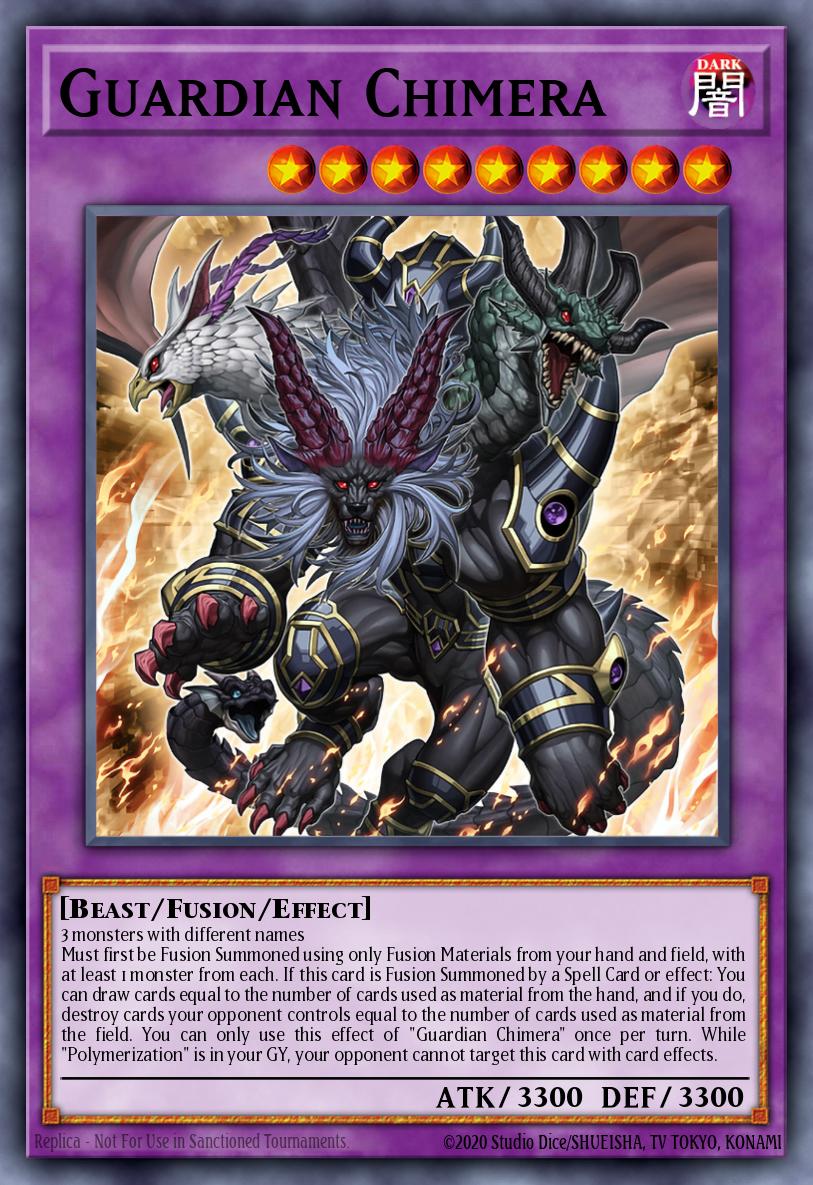 Guardian Chimera
DARK
闇
[Beast/Fusion/Effect]
3 monsters with different names
Must first be Fusion Summoned using only Fusion Materials from your hand and field, with
at least 1 monster from each. If this card is Fusion Summoned by a Spell Card or effect: You
can draw cards equal to the number of cards used as material from the hand, and if you do,
destroy cards your opponent controls equal to the number of cards used as material from
the field. You can only use this effect of "Guardian Chimera" once per turn. While
"Polymerization" is in your GY, your opponent cannot target this card with card effects.
ATK/ 3300 DEF/ 3300
Replica - Not For Use in Sanctioned Tournaments.
©2020 Studio Dice/SHUEISHA, TV TOKYO, KONAMI